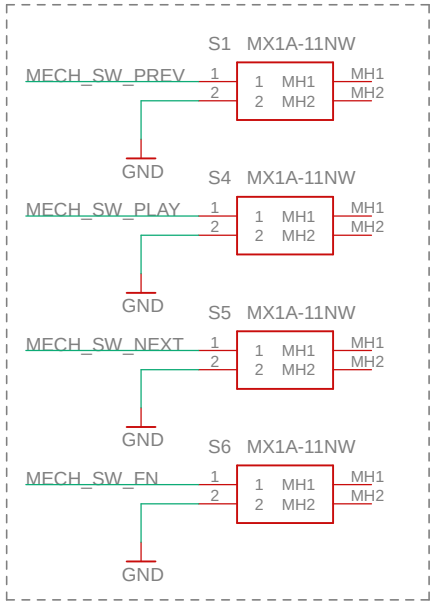 S1 MX1A-11NW
MECH_SW_PREV 1 1 MH1 MH1
2 2 MH2 MH2
GND
S4 MX1A-11NW
MECH_SW_PLAY 1 1 MH1 MH1
2 2 MH2 MH2
GND
S5 MX1A-11NW
MECH_SW_NEXT 1 1 MH1 MH1
2 2 MH2 MH2
GND
S6 MX1A-11NW
MECH_SW_FN 1 1 MH1 MH1
2 2 MH2 MH2
GND